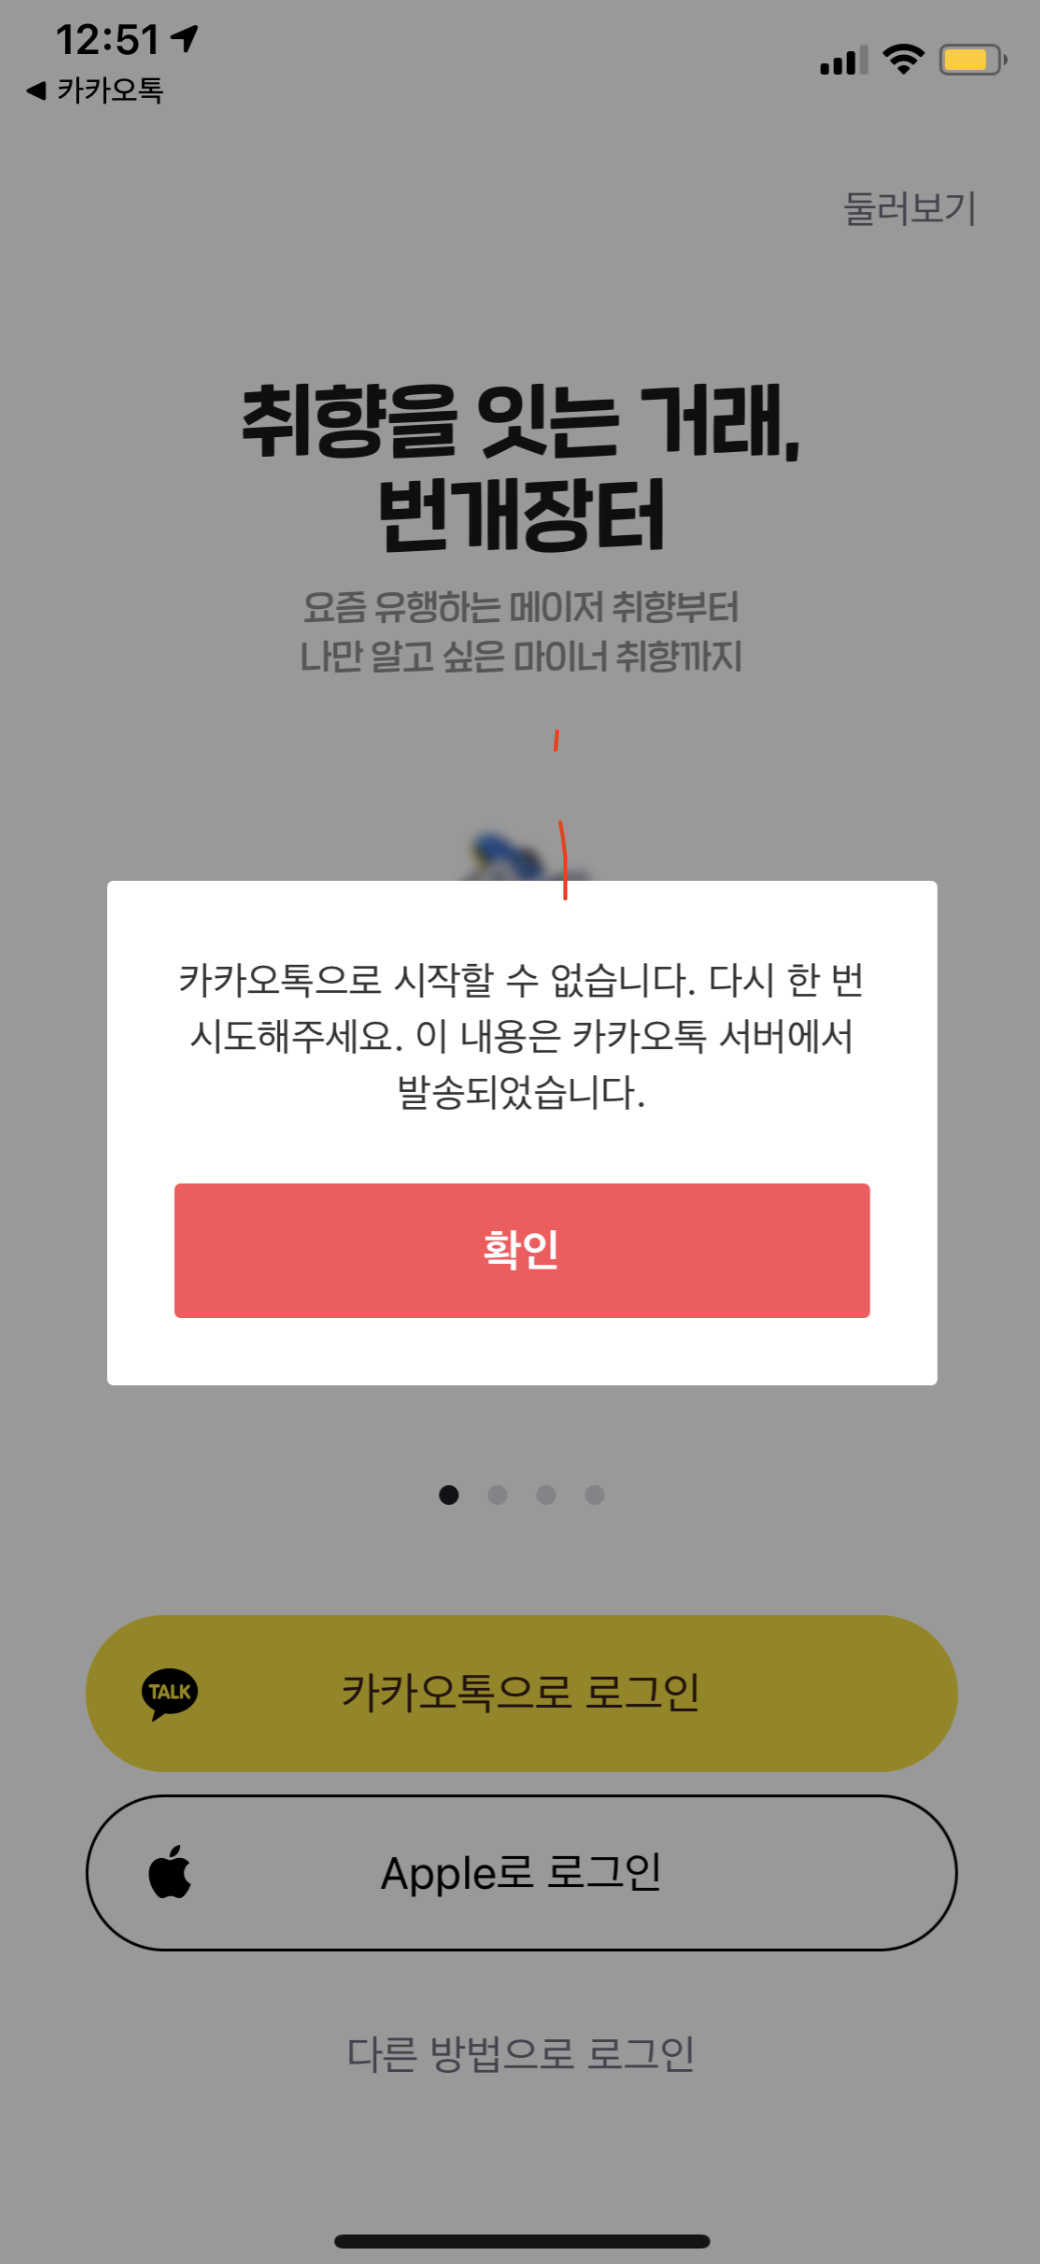 12:51
카카오톡
둘러보기
취향을 잇는 거래,
번개장터
요즘 유행하는 메이저 취향부터
나만 알고 싶은 마이너 취향까지
카카오톡으로 시작할 수 없습니다. 다시 한 번
시도해주세요. 이 내용은 카카오톡 서버에서
발송되었습니다.
확인
TALK 카카오톡으로 로그인
Apple로 로그인
다른 방법으로 로그인